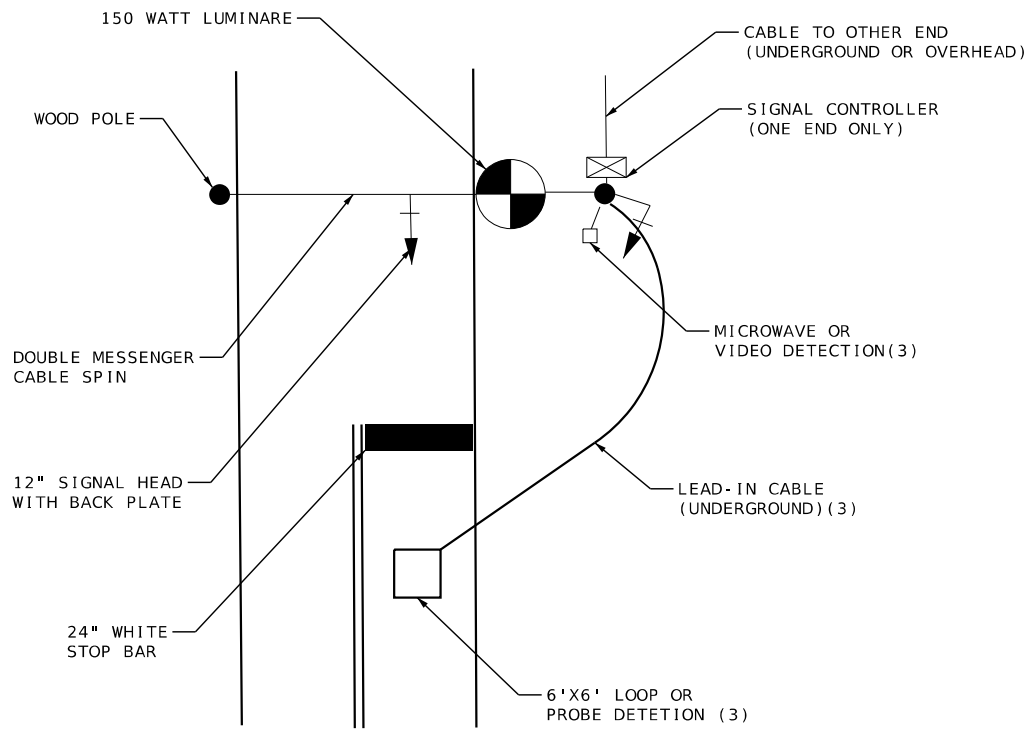 150 WATT LUMINARE
CABLE TO OTHER END
(UNDERGROUND OR OVERHEAD)
WOOD POLE
SIGNAL CONTROLLER
(ONE END ONLY)
DOUBLE MESSENGER
CABLE SPIN
MICROWAVE OR
VIDEO DETECTION(3)
12" SIGNAL HEAD
WITH BACK PLATE
LEAD-IN CABLE
(UNDERGROUND)(3)
24" WHITE
STOP BAR
6'X6' LOOP OR
PROBE DETETION (3)